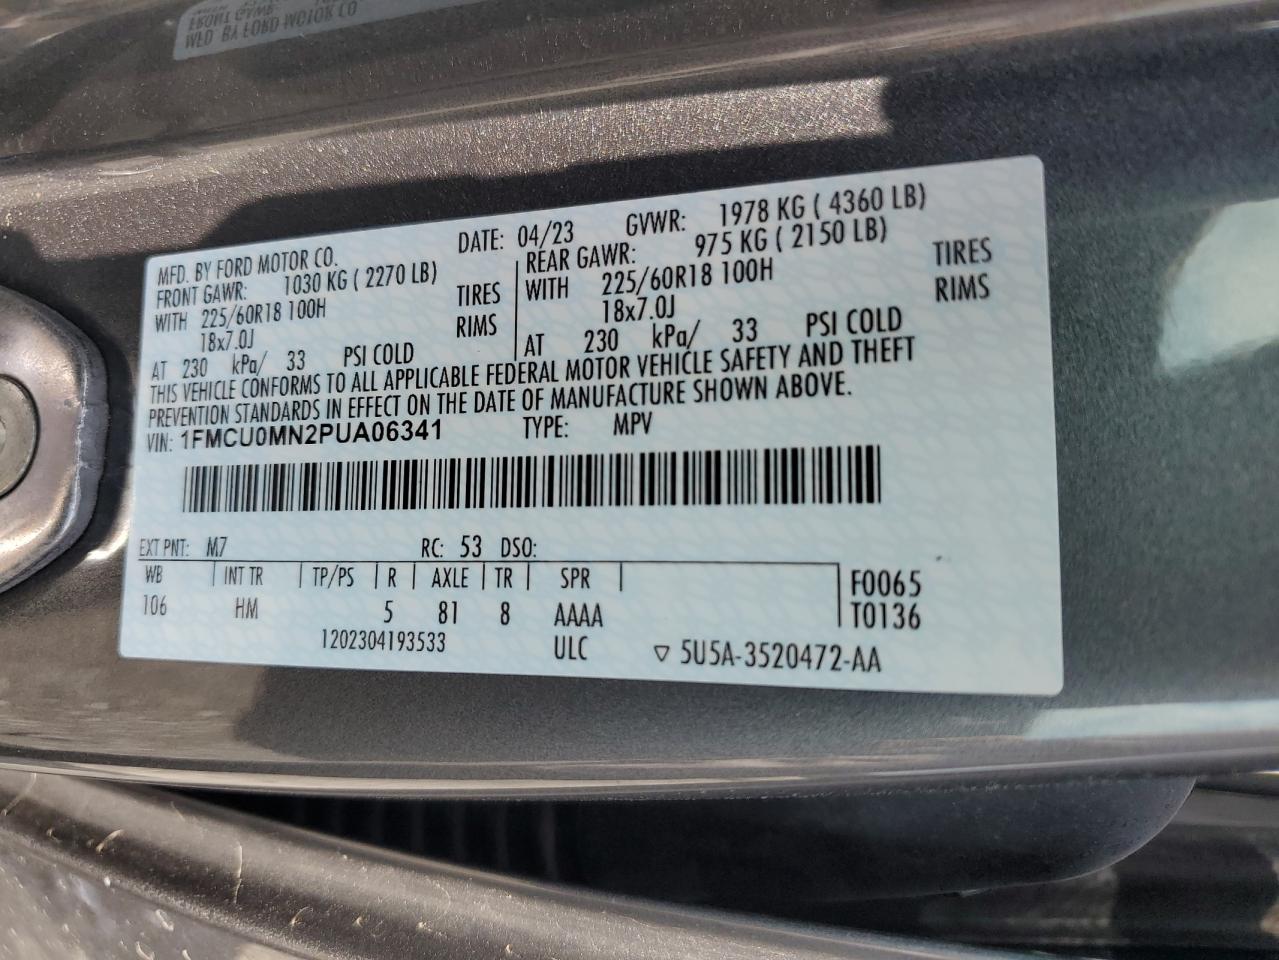 MFD. BY FORD MOTOR CO. DATE: 04/23 GVWR: 1978 KG ( 4360 LB)
FRONT GAWR: 1030 KG ( 2270 LB) REAR GAWR: 975 KG ( 2150 LB)
WITH 225/60R18 100H TIRES WITH 225/60R18 100H TIRES
18x7.0J RIMS 18x7.0J RIMS
AT 230 kPa/ 33 PSI COLD AT 230 kPa/ 33 PSI COLD
THIS VEHICLE CONFORMS TO ALL APPLICABLE FEDERAL MOTOR VEHICLE SAFETY AND THEFT
PREVENTION STANDARDS IN EFFECT ON THE DATE OF MANUFACTURE SHOWN ABOVE.
VIN: 1FMCU0MN2PUA06341 TYPE: MPV
EXT PNT: M7 RC: 53 DSO:
WB INT TR TP/PS R AXLE TR SPR F0065
106 HM 5 81 8 AAAA T0136
1202304193533 ULC ▽ 5U5A-3520472-AA